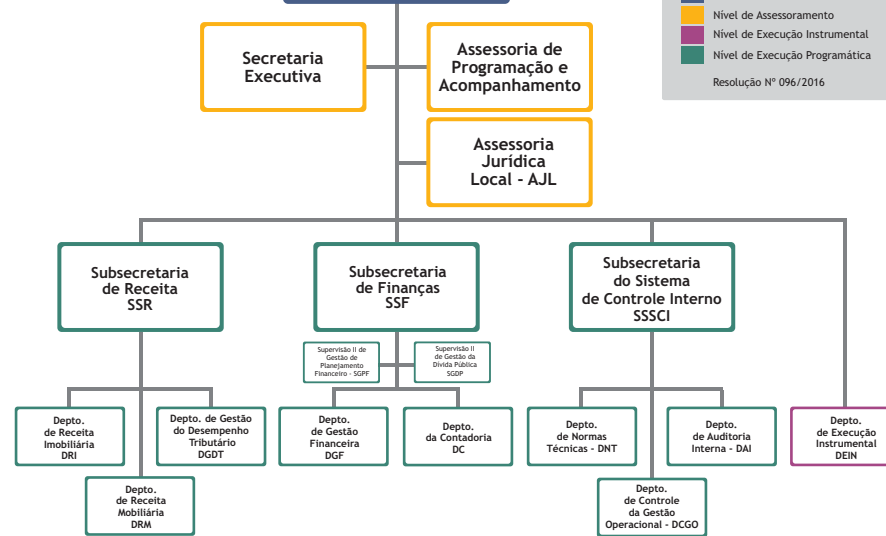 Nível de Assessoramento
Nível de Execução Instrumental
Nível de Execução Programática
Resolução Nº 096/2016
Secretaria
Executiva
Assessoria de
Programação e
Acompanhamento
Assessoria
Jurídica
Local - AJL
Subsecretaria
de Receita
SSR
Subsecretaria
de Finanças
SSF
Subsecretaria
do Sistema
de Controle Interno
SSSCI
Supervisão II de
Gestão de
Planejamento
Financeiro - SGPF
Supervisão II
de Gestão da
Dívida Pública
SGDP
Depto.
de Receita
Imobiliária
DRI
Depto. de Gestão
do Desempenho
Tributário
DGDT
Depto.
de Gestão
Financeira
DGF
Depto.
da Contadoria
DC
Depto.
de Normas
Técnicas - DNT
Depto.
de Auditoria
Interna - DAI
Depto.
de Execução
Instrumental
DEIN
Depto.
de Receita
Mobiliária
DRM
Depto.
de Controle
da Gestão
Operacional - DCGO